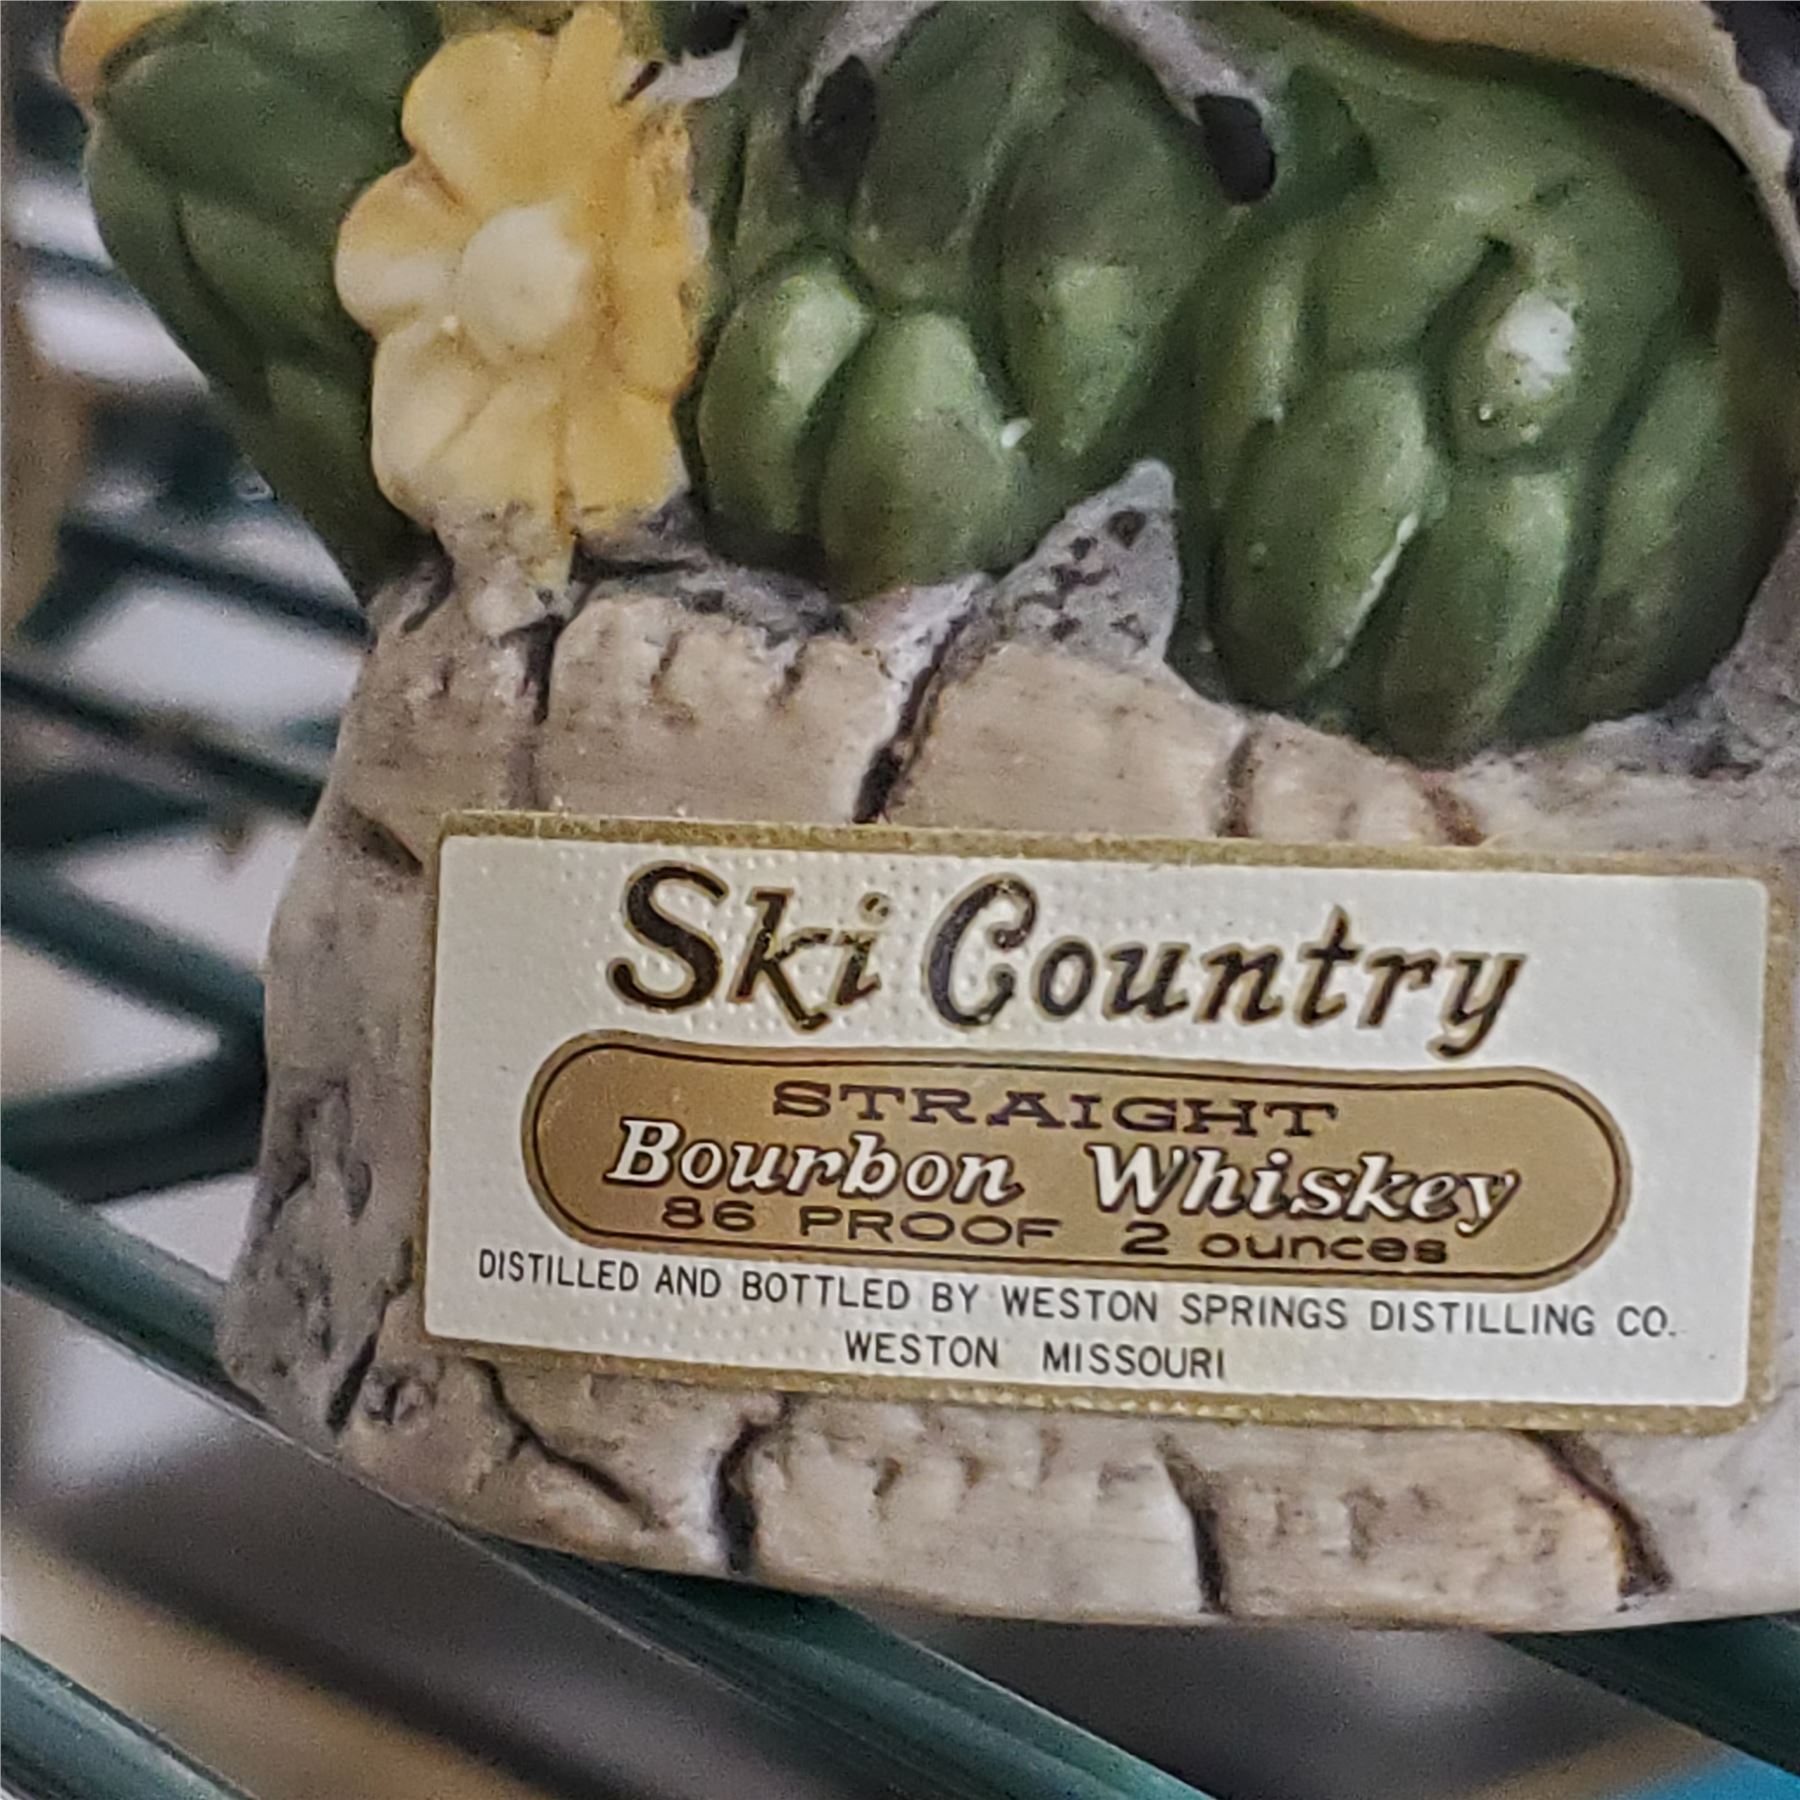 Ski Country
STRAIGHT
Bourbon Whiskey
86 PROOF 2 ounces
DISTILLED AND BOTTLED BY WESTON SPRINGS DISTILLING CO.
WESTON MISSOURI